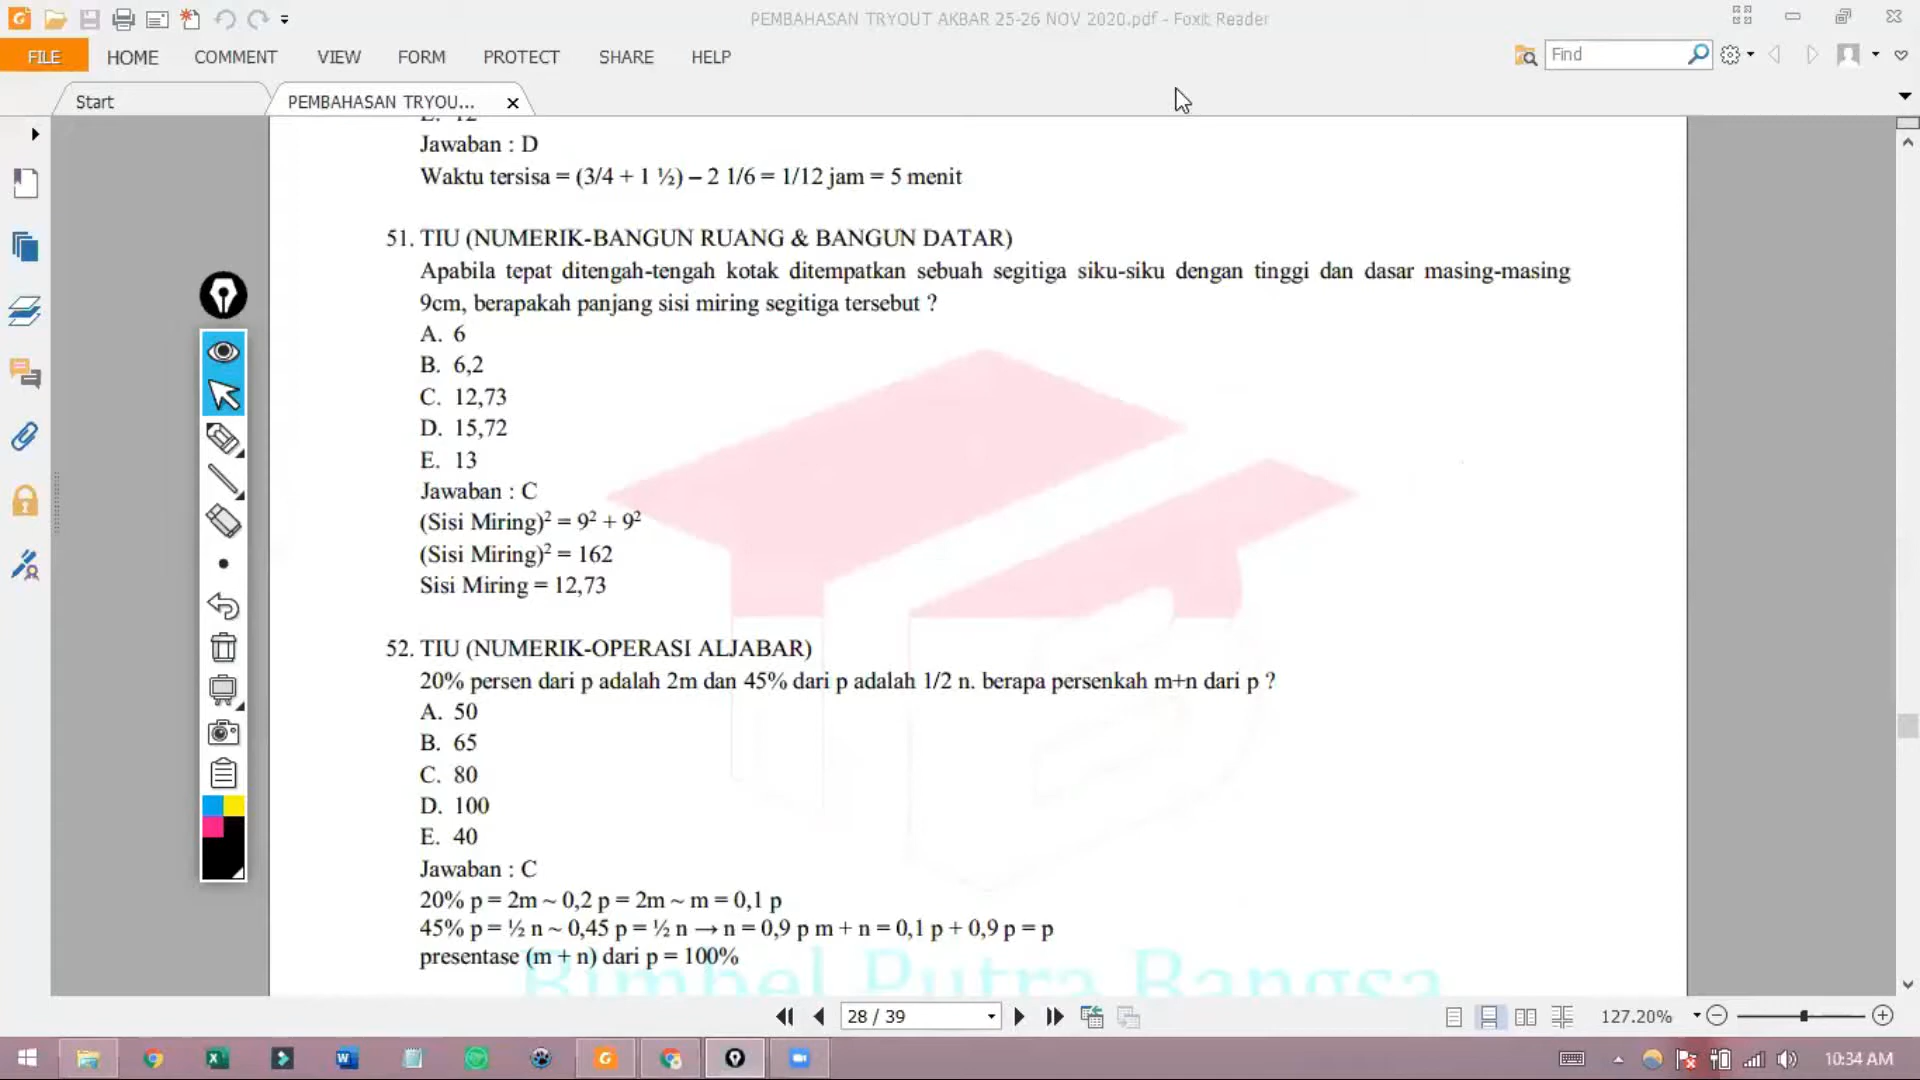 PEMBAHASAN TRYOUT AKBAR 25-26 NOV 2020.pdf - Foxit Reader
FILE HOME COMMENT VIEW FORM PROTECT SHARE HELP
Find
Start
PEMBAHASAN TRYOU...
Jawaban : D
Waktu tersisa = (3/4 + 1 ½) – 2 1/6 = 1/12 jam = 5 menit
51. TIU (NUMERIK-BANGUN RUANG & BANGUN DATAR)
Apabila tepat ditengah-tengah kotak ditempatkan sebuah segitiga siku-siku dengan tinggi dan dasar masing-masing
9cm, berapakah panjang sisi miring segitiga tersebut ?
A. 6
B. 6,2
C. 12,73
D. 15,72
E. 13
Jawaban : C
(Sisi Miring)² = 9² + 9²
(Sisi Miring)² = 162
Sisi Miring = 12,73
52. TIU (NUMERIK-OPERASI ALJABAR)
20% persen dari p adalah 2m dan 45% dari p adalah 1/2 n. berapa persenkah m+n dari p ?
A. 50
B. 65
C. 80
D. 100
E. 40
Jawaban : C
20% p = 2m ~ 0,2 p = 2m ~ m = 0,1 p
45% p = ½ n ~ 0,45 p = ½ n → n = 0,9 p m + n = 0,1 p + 0,9 p = p
presentase (m + n) dari p = 100%
Bimbel Putra Bangsa
28 / 39
127.20%
10:34 AM